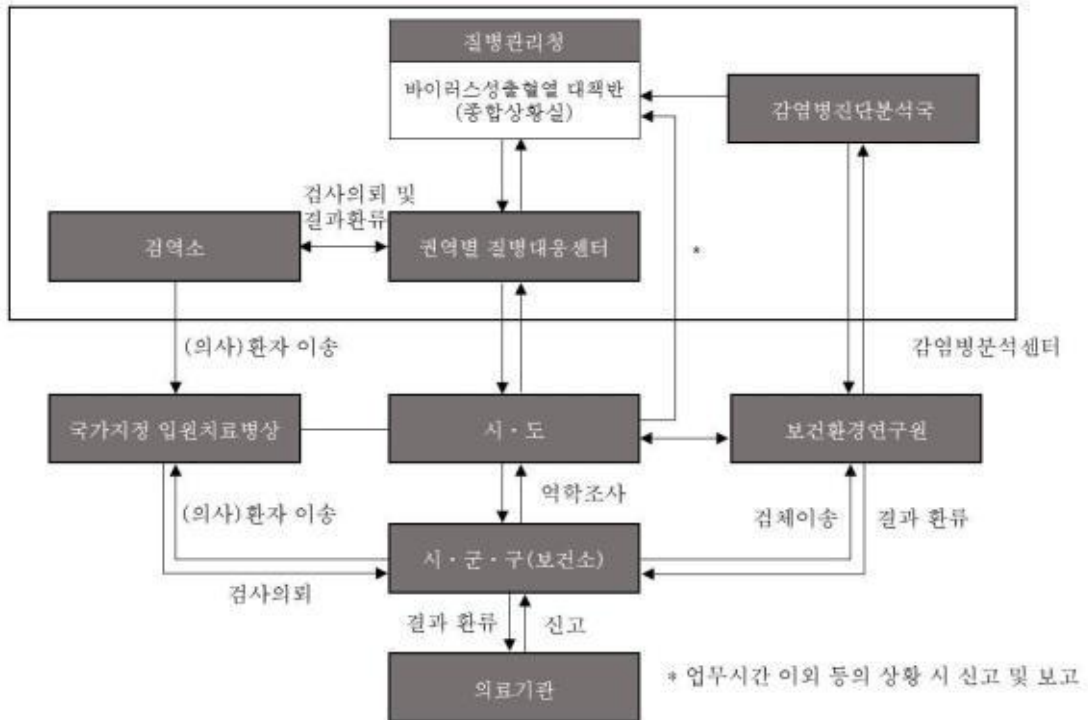 질병관리청
바이러스성출혈열 대책반
(종합상황실)
감염병진단분석국
검사의뢰 및
결과환류
검역소
권역별 질병대응센터
*
(의사)환자 이송
감염병분석센터
국가지정 입원치료병상
시·도
보건환경연구원
역학조사
(의사)환자 이송
검체이송
결과 환류
시·군·구(보건소)
검사의뢰
결과 환류
신고
의료기관
* 업무시간 이외 등의 상황 시 신고 및 보고